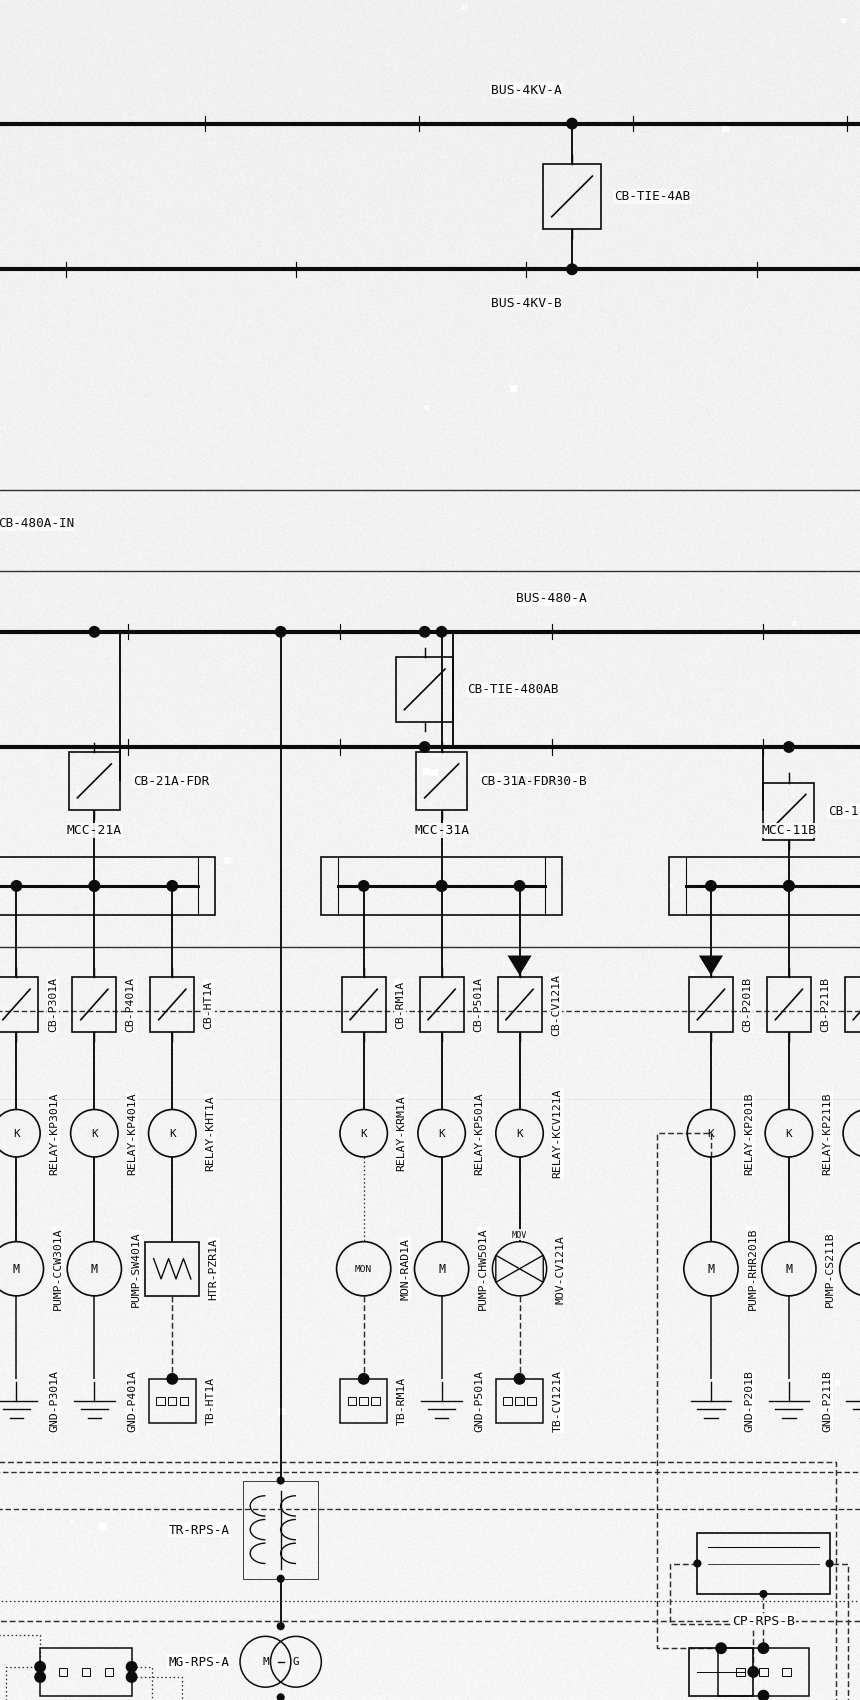 BUS-4KV-A
CB-TIE-4AB
BUS-4KV-B
CB-480A-IN
BUS-480-A
CB-TIE-480AB
CB-21A-FDR
CB-31A-FDR
80-B
CB-1
MCC-21A
MCC-31A
MCC-11B
CB-P301A
CB-P401A
CB-HT1A
CB-RM1A
CB-P501A
CB-CV121A
CB-P201B
CB-P211B
K
K
K
K
K
K
K
K
RELAY-KP301A
RELAY-KP401A
RELAY-KHT1A
RELAY-KRM1A
RELAY-KP501A
RELAY-KCV121A
RELAY-KP201B
RELAY-KP211B
MOV
M
M
MON
M
M
M
PUMP-CCW301A
PUMP-SW401A
HTR-PZR1A
MON-RAD1A
PUMP-CHW501A
MOV-CV121A
PUMP-RHR201B
PUMP-CS211B
GND-P301A
GND-P401A
TB-HT1A
TB-RM1A
GND-P501A
TB-CV121A
GND-P201B
GND-P211B
TR-RPS-A
CP-RPS-B
MG-RPS-A
M
G